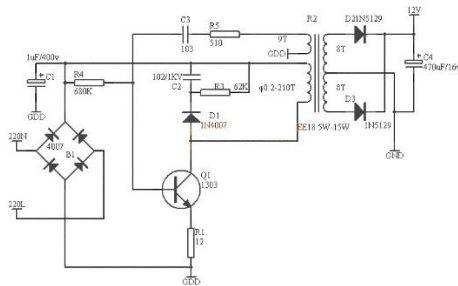 C3
R5
R2
D2
1N5129
12V
103
510
9T
GDD
8T
1uF/400v
C1
GDD
R4
680K
102/1KV
C2
R3
62K
φ0.2-210T
8T
C4
470uF/16v
D1
1N4007
D3
1N5129
EE18 5W-15W
GND
220N
4007
B1
220L
Q1
1303
R1
12
GDD